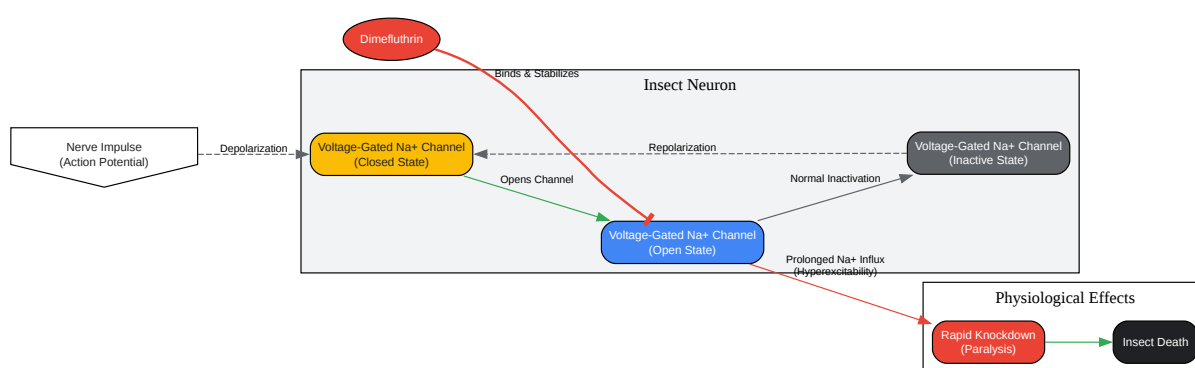 Dimefluthrin
Binds & Stabilizes
Insect Neuron
Nerve Impulse
(Action Potential)
Depolarization
Voltage-Gated Na+ Channel
(Closed State)
Repolarization
Voltage-Gated Na+ Channel
(Inactive State)
Opens Channel
Normal Inactivation
Voltage-Gated Na+ Channel
(Open State)
Prolonged Na+ Influx
(Hyperexcitability)
Physiological Effects
Rapid Knockdown
(Paralysis)
Insect Death